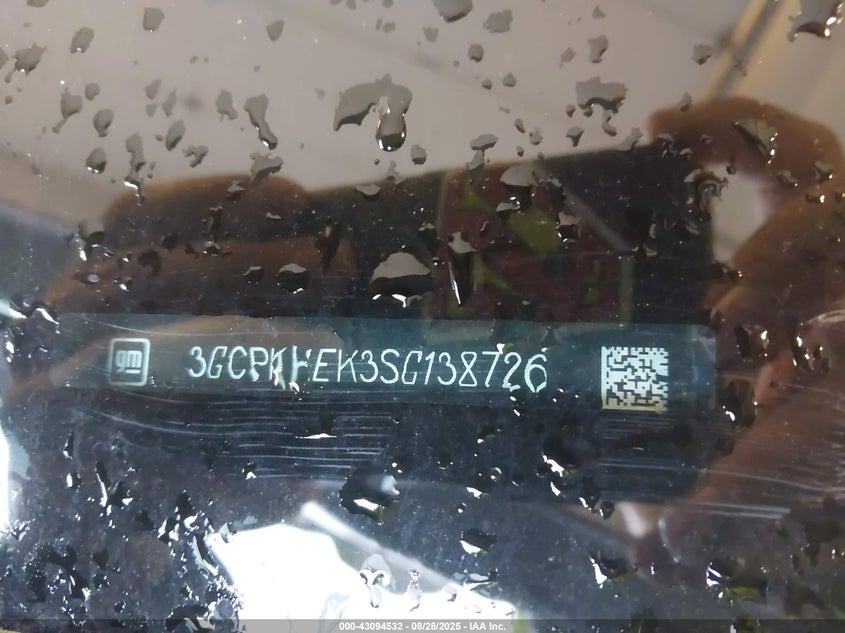 gm 3GCPKHEK3SG138726
000-43094532 - 08/28/2025 - IAA Inc.